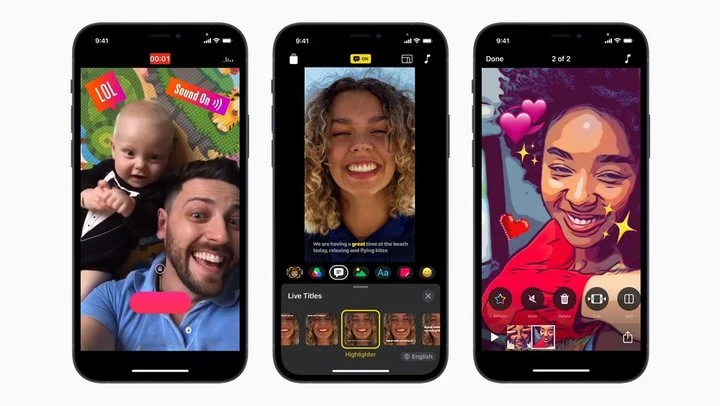 9:41
00:01
LOL
Sound On
9:41
ON
We are having a great time at the beach
today, relaxing and flying kites
Aa
Live Titles
Highlighter
English
9:41
Done
2 of 2
Effects
Mute
Delete
Split